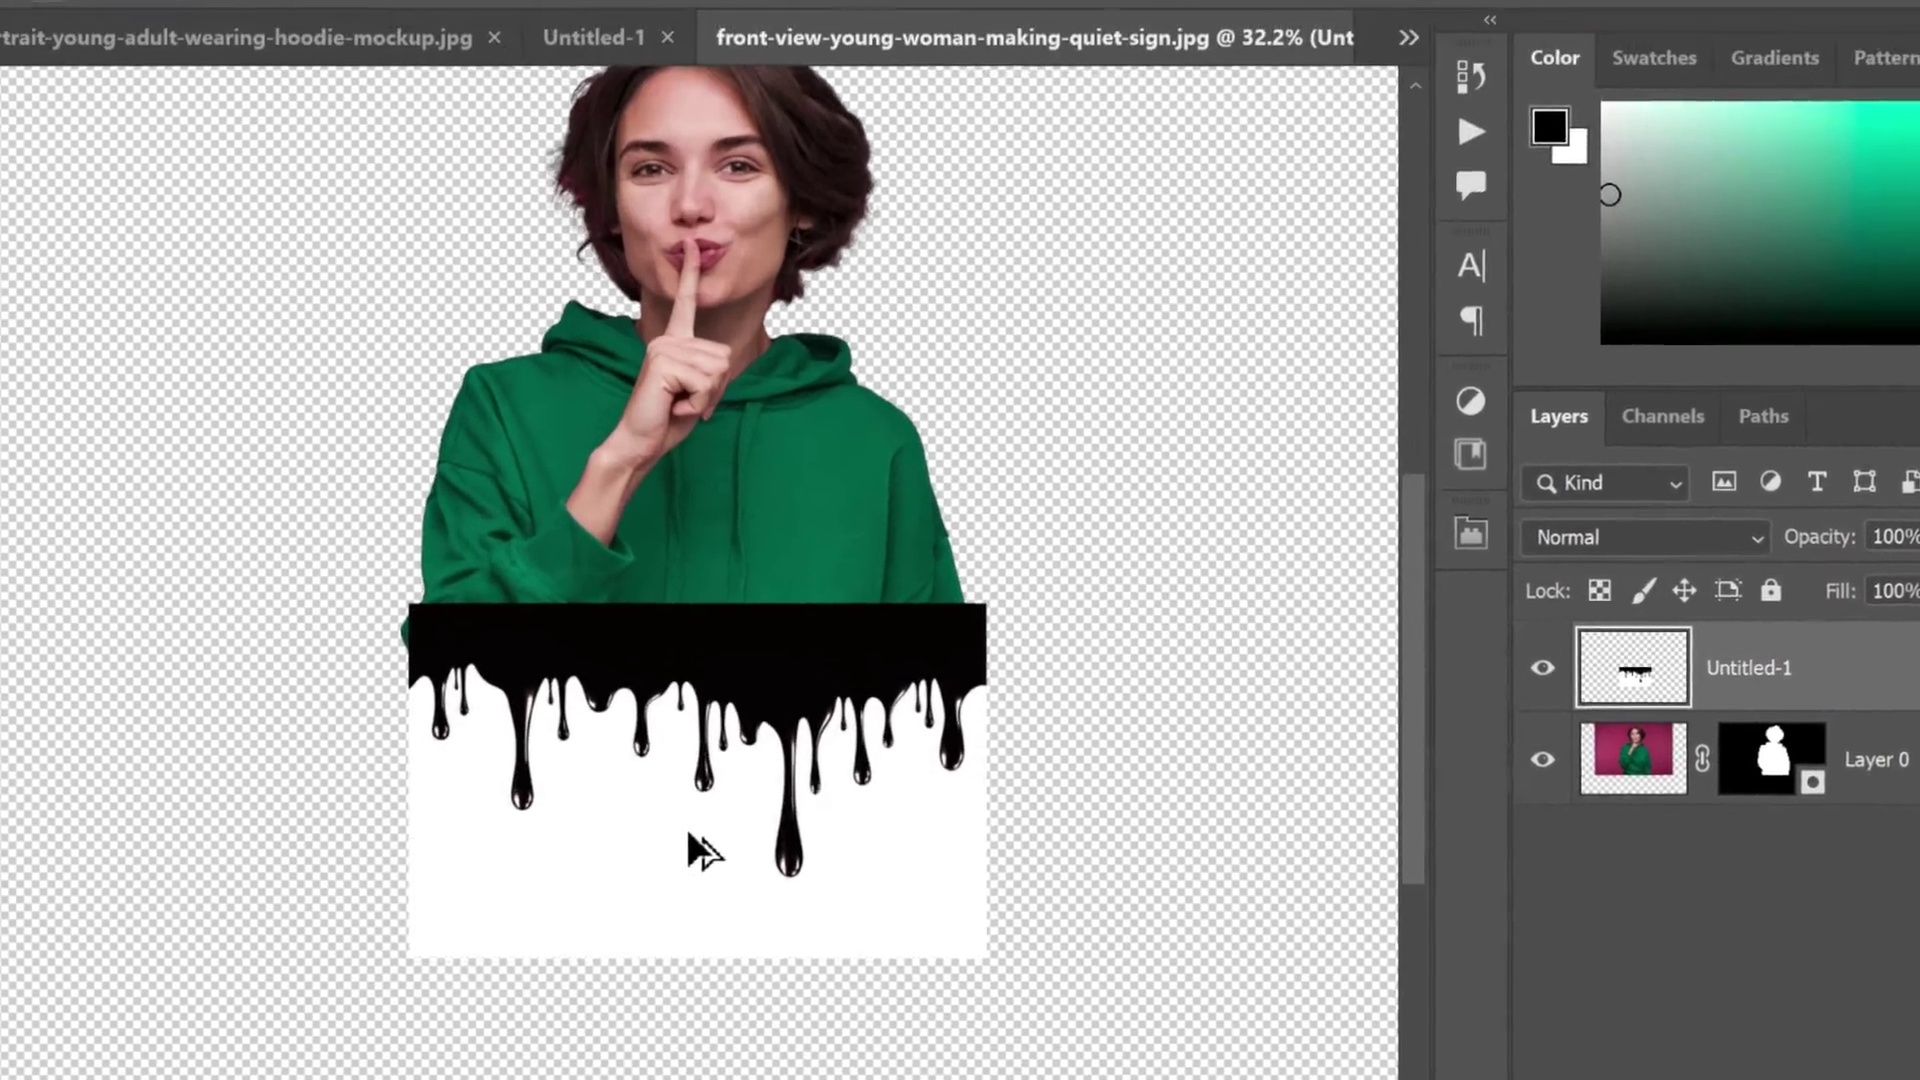 trait-young-adult-wearing-hoodie-mockup.jpg × Untitled-1 × front-view-young-woman-making-quiet-sign.jpg @ 32.2% (Unt
Color Swatches Gradients Pattern
Layers Channels Paths
Kind
Normal Opacity: 100%
Lock: Fill: 100%
Untitled-1
Layer 0